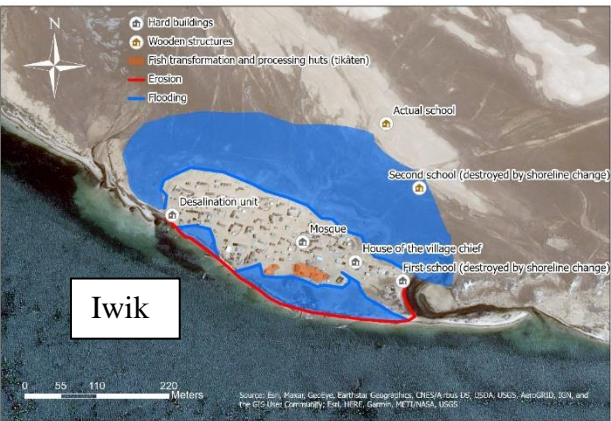 N
Hard buildings
Wooden structures
Fish transformation and processing huts (tikâten)
Erosion
Flooding
Actual school
Second school (destroyed by shoreline change)
Desalination unit
Mosque
House of the village chief
First school (destroyed by shoreline change)
Iwik
0 55 110 220
Meters
Source: Esri, Maxar, GeoEye, Earthstar Geographics, CNES/Airbus DS, USDA, USGS, AeroGRID, IGN, and
the GIS User Community; Esri, HERE, Garmin, METI/NASA, USGS